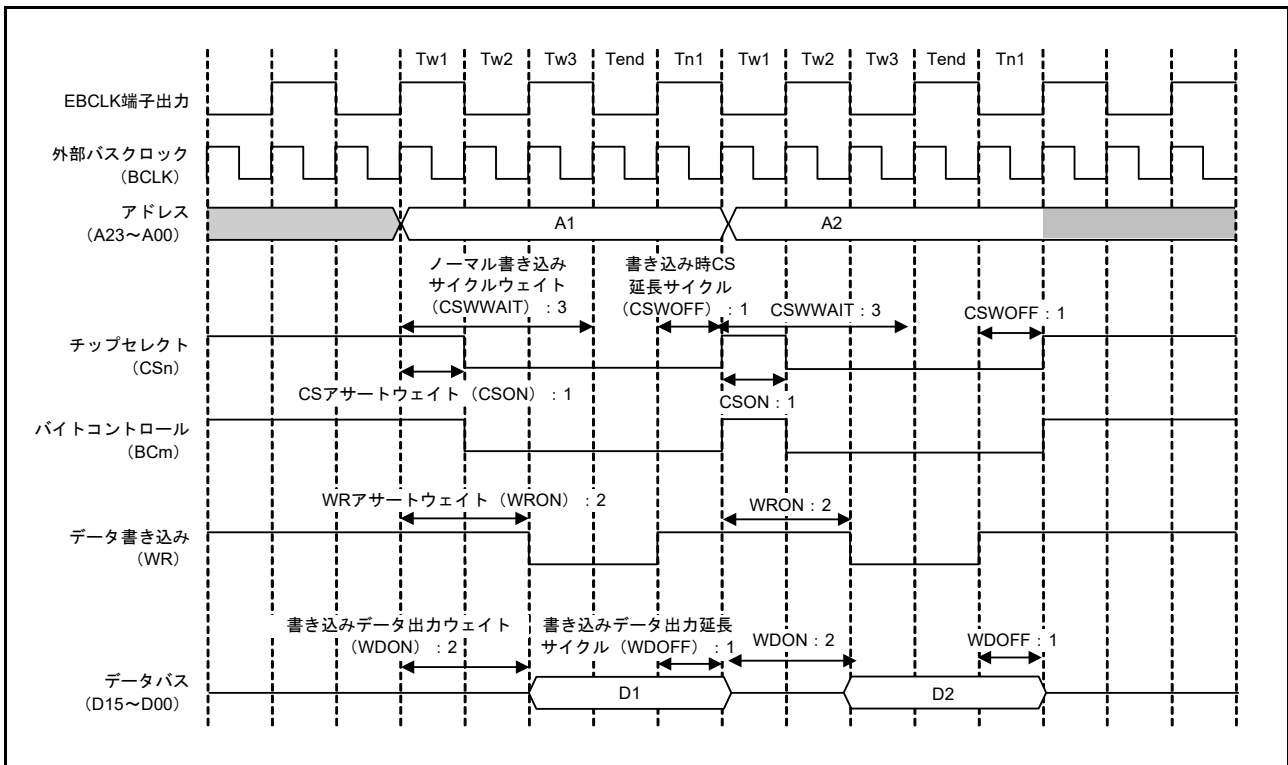 Tw1 Tw2 Tw3 Tend Tn1 Tw1 Tw2 Tw3 Tend Tn1
EBCLK端子出力
外部バスクロック
(BCLK)
アドレス
(A23~A00)
A1 A2
ノーマル書き込み
サイクルウェイト
(CSWWAIT):3
書き込み時CS
延長サイクル
(CSWOFF):1
CSWWAIT:3
CSWOFF:1
チップセレクト
(CSn)
CSアサートウェイト(CSON):1
CSON:1
バイトコントロール
(BCm)
WRアサートウェイト(WRON):2
WRON:2
データ書き込み
(WR)
書き込みデータ出力ウェイト
(WDON):2
書き込みデータ出力延長
サイクル(WDOFF):1
WDON:2
WDOFF:1
データバス
(D15~D00)
D1 D2